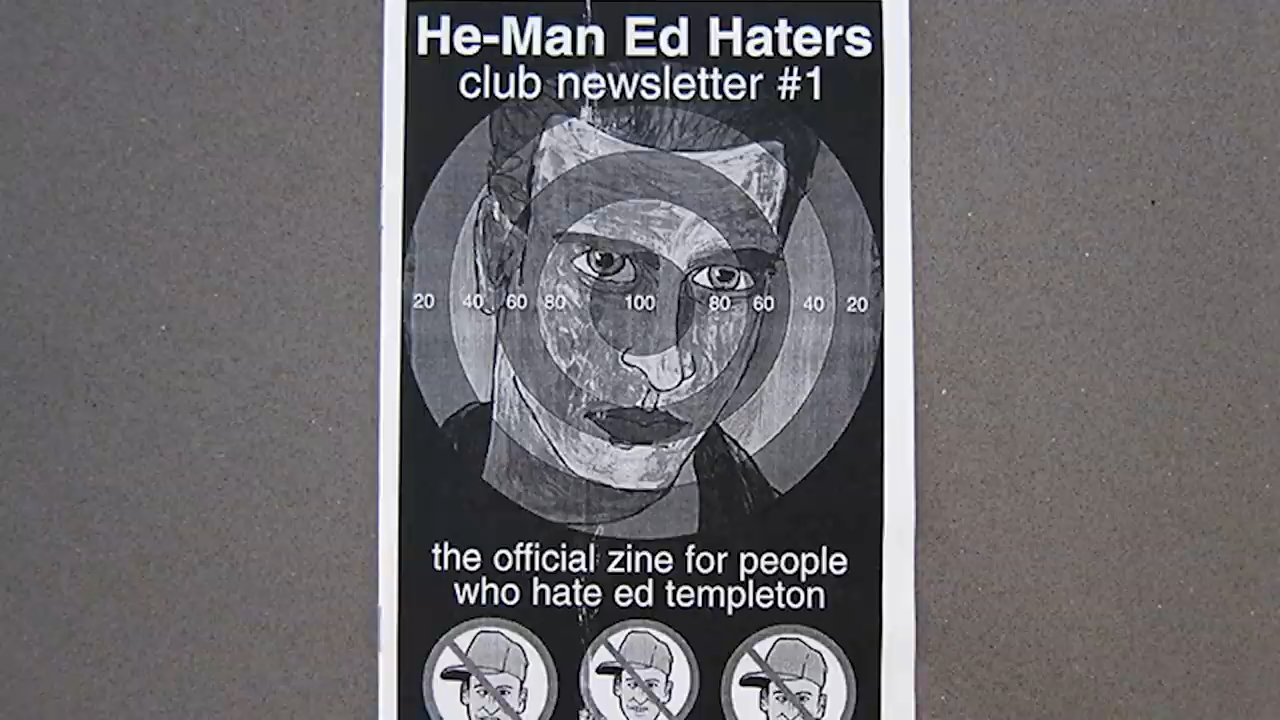 He-Man Ed Haters
club newsletter #1
20 40 60 80 100 80 60 40 20
the official zine for people
who hate ed templeton